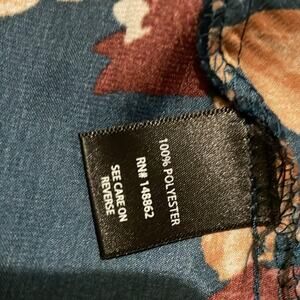 100% POLYESTER
RN# 148862
SEE CARE ON
REVERSE